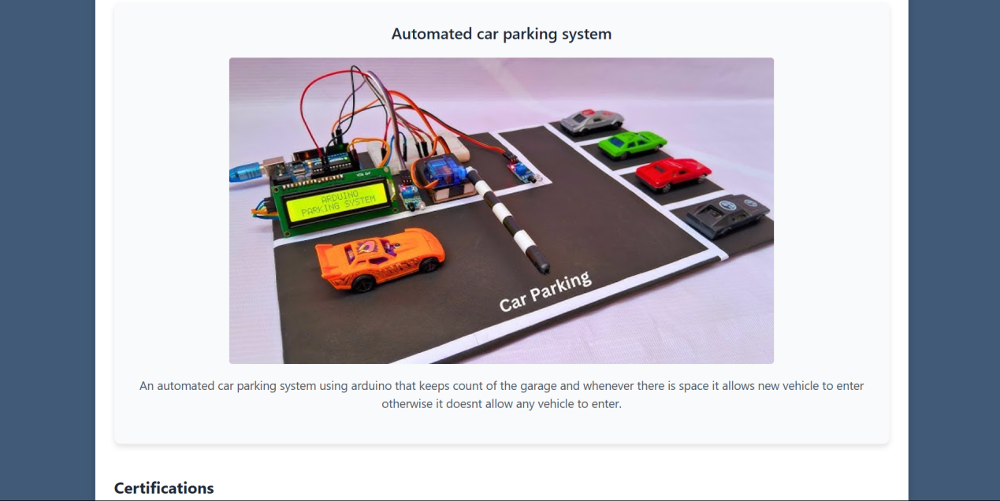 Automated car parking system
ARDUINO
PARKING SYSTEM
Car Parking
An automated car parking system using arduino that keeps count of the garage and whenever there is space it allows new vehicle to enter
otherwise it doesnt allow any vehicle to enter.
Certifications